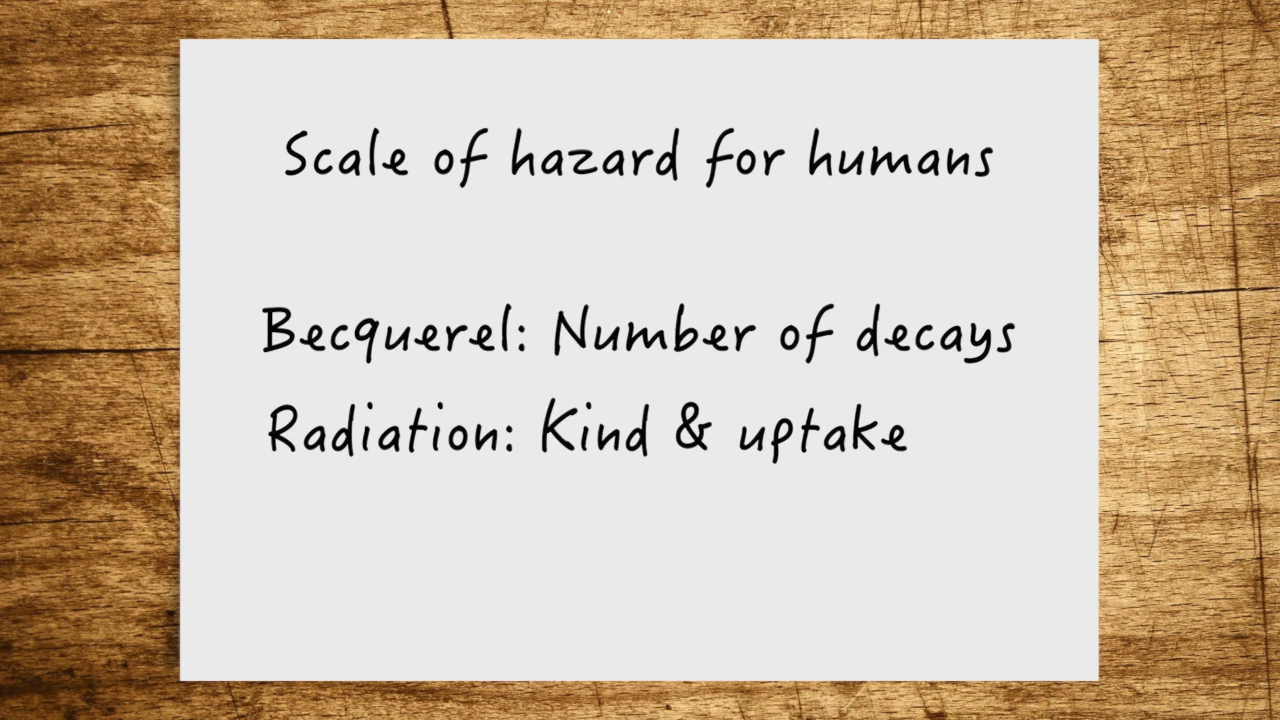 Scale of hazard for humans
Becquerel: Number of decays
Radiation: Kind & uptake